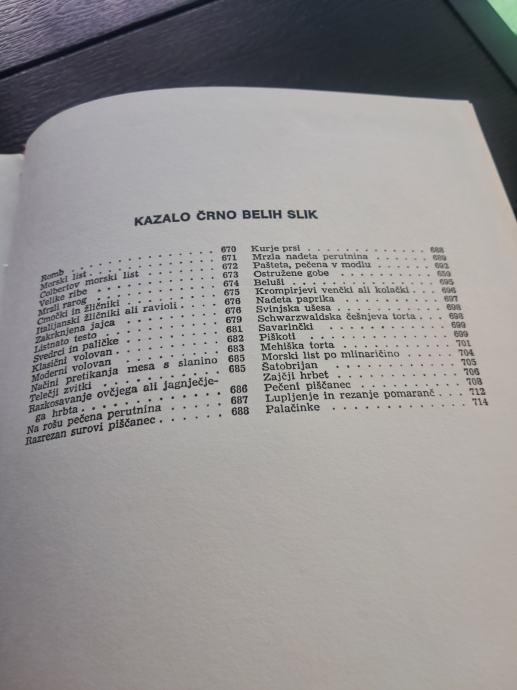 KAZALO ČRNO BELIH SLIK
Romb . . . . . . . . . . . . . 670
Morski list . . . . . . . . . . . 671
Colbertov morski list . . . . . . . 672
Velike ribe . . . . . . . . . . . 673
Mrzli rarog . . . . . . . . . . . 674
Cmočki in žličniki . . . . . . . . 675
Italijanski žličniki ali ravioli . . . . 676
Zakrknjena jajca . . . . . . . . . 676
Listnato testo . . . . . . . . . . 679
Svedrci in paličke . . . . . . . . 681
Klasični volovan . . . . . . . . . 682
Moderni volovan . . . . . . . . . 683
Načini pretikanja mesa s slanino 685
Telečji zvitki . . . . . . . . . . 685
Razkosavanje ovčjega ali jagnječje-
ga hrbta . . . . . . . . . . . . 686
Na rošu pečena perutnina . . . . . 687
Razrezan surovi piščanec . . . . . 688
Kurje prsi . . . . . . . . . . . 688
Mrzla nadeta perutnina . . . . . . 689
Pašteta, pečena v modlu . . . . . 692
Ostružene gobe . . . . . . . . .
Beluši . . . . . . . . . . . . . 695
Krompirjevi venčki ali kolački . . . 696
Nadeta paprika . . . . . . . . . 697
Svinjska ušesa . . . . . . . . . 698
Schwarzwaldska češnjeva torta . . 698
Savarinčki . . . . . . . . . . . 699
Piškoti . . . . . . . . . . . . 699
Mehiška torta . . . . . . . . . 701
Morski list po mlinaričino . . . . 704
Šatobrijan . . . . . . . . . . . 705
Zajčji hrbet . . . . . . . . . . 706
Pečeni piščanec . . . . . . . . 708
Lupljenje in rezanje pomaranč . . . 712
Palačinke . . . . . . . . . . . 714